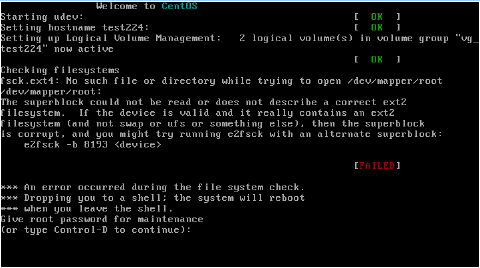 Welcome to CentOS
Starting udev: [ OK ]
Setting hostname test224: [ OK ]
Setting up Logical Volume Management: 2 logical volume(s) in volume group "vg_
test224" now active
[ OK ]
Checking filesystems
fsck.ext4: No such file or directory while trying to open /dev/mapper/root
/dev/mapper/root:
The superblock could not be read or does not describe a correct ext2
filesystem. If the device is valid and it really contains an ext2
filesystem (and not swap or ufs or something else), then the superblock
is corrupt, and you might try running e2fsck with an alternate superblock:
e2fsck -b 8193 <device>
[FAILED]
*** An error occurred during the file system check.
*** Dropping you to a shell; the system will reboot
*** when you leave the shell.
Give root password for maintenance
(or type Control-D to continue):